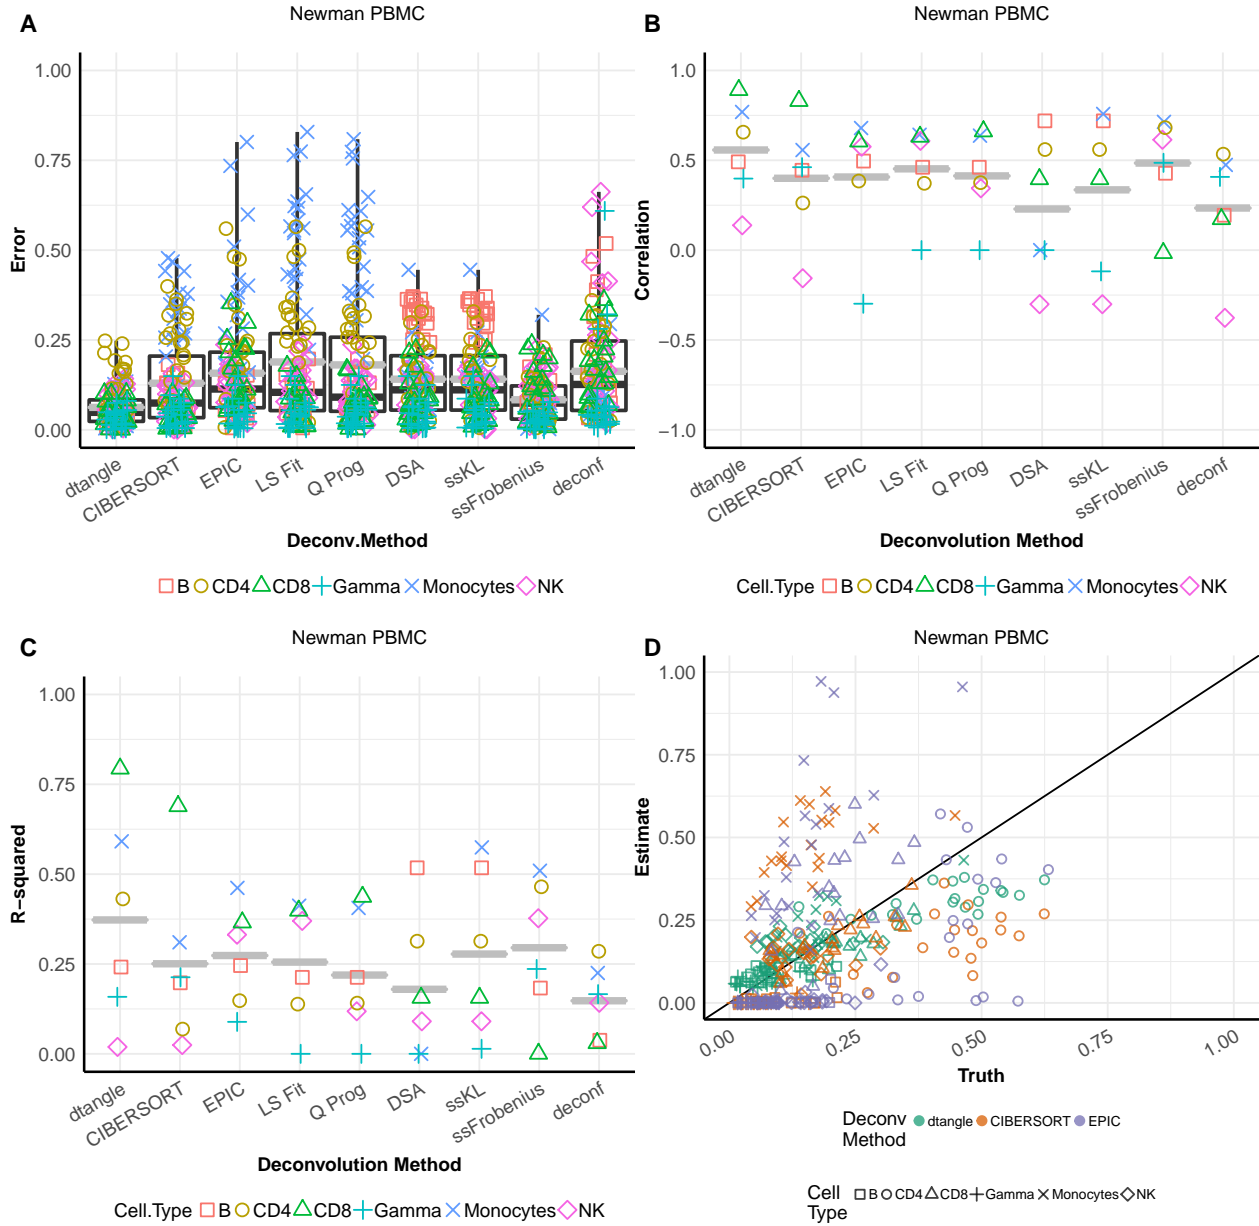 A
Newman PBMC
1.00
0.75
0.50
0.25
0.00
Error
dtangle
CIBERSORT
EPIC
LS Fit
Q Prog
DSA
ssKL
ssFrobenius
deconf
Deconv.Method
B CD4 CD8 Gamma Monocytes NK
B
Newman PBMC
1.0
0.5
0.0
−0.5
−1.0
Correlation
dtangle
CIBERSORT
EPIC
LS Fit
Q Prog
DSA
ssKL
ssFrobenius
deconf
Deconvolution Method
Cell.Type B CD4 CD8 Gamma Monocytes NK
C
Newman PBMC
1.00
0.75
0.50
0.25
0.00
R−squared
dtangle
CIBERSORT
EPIC
LS Fit
Q Prog
DSA
ssKL
ssFrobenius
deconf
Deconvolution Method
Cell.Type B CD4 CD8 Gamma Monocytes NK
D
Newman PBMC
1.00
0.75
0.50
0.25
0.00
Estimate
0.00
0.25
0.50
0.75
1.00
Truth
Deconv
Method
dtangle CIBERSORT EPIC
Cell
Type
B CD4 CD8 Gamma Monocytes NK